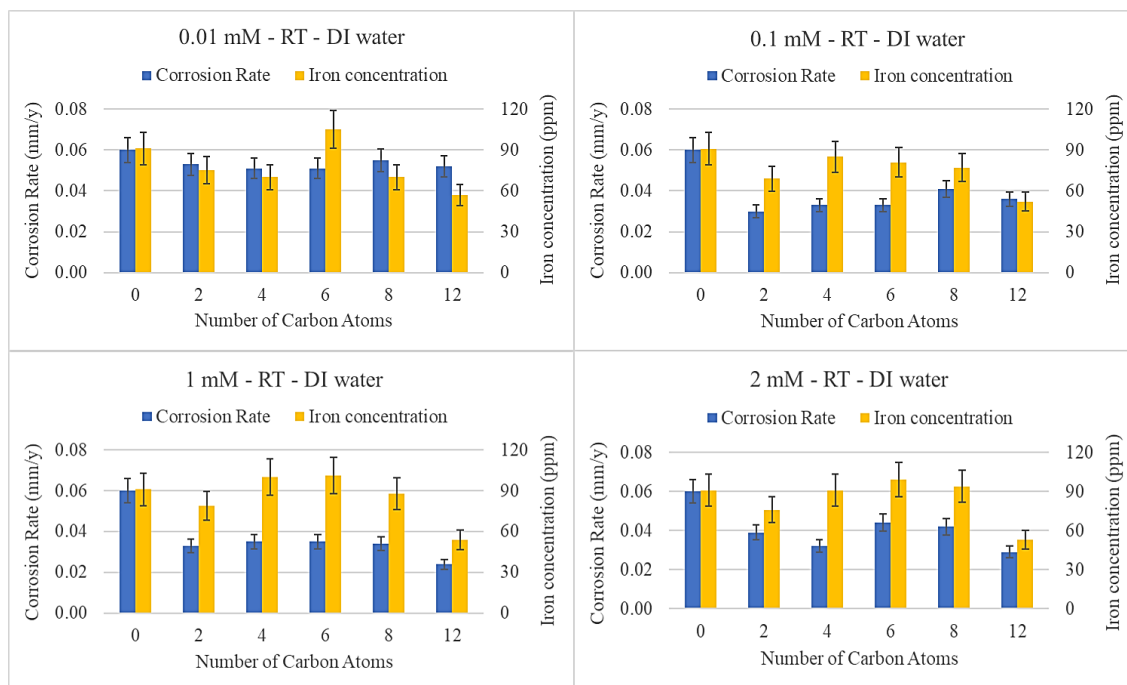 0.01 mM - RT - DI water
Corrosion Rate Iron concentration
Corrosion Rate (mm/y)
0.08
0.06
0.04
0.02
0.00
120
90
60
30
0
Iron concentration (ppm)
0 2 4 6 8 12
Number of Carbon Atoms
0.1 mM - RT - DI water
Corrosion Rate Iron concentration
Corrosion Rate (mm/y)
0.08
0.06
0.04
0.02
0.00
120
90
60
30
0
Iron concentration (ppm)
0 2 4 6 8 12
Number of Carbon Atoms
1 mM - RT - DI water
Corrosion Rate Iron concentration
Corrosion Rate (mm/y)
0.08
0.06
0.04
0.02
0.00
120
90
60
30
0
Iron concentration (ppm)
0 2 4 6 8 12
Number of Carbon Atoms
2 mM - RT - DI water
Corrosion Rate Iron concentration
Corrosion Rate (mm/y)
0.08
0.06
0.04
0.02
0.00
120
90
60
30
0
Iron concentration (ppm)
0 2 4 6 8 12
Number of Carbon Atoms